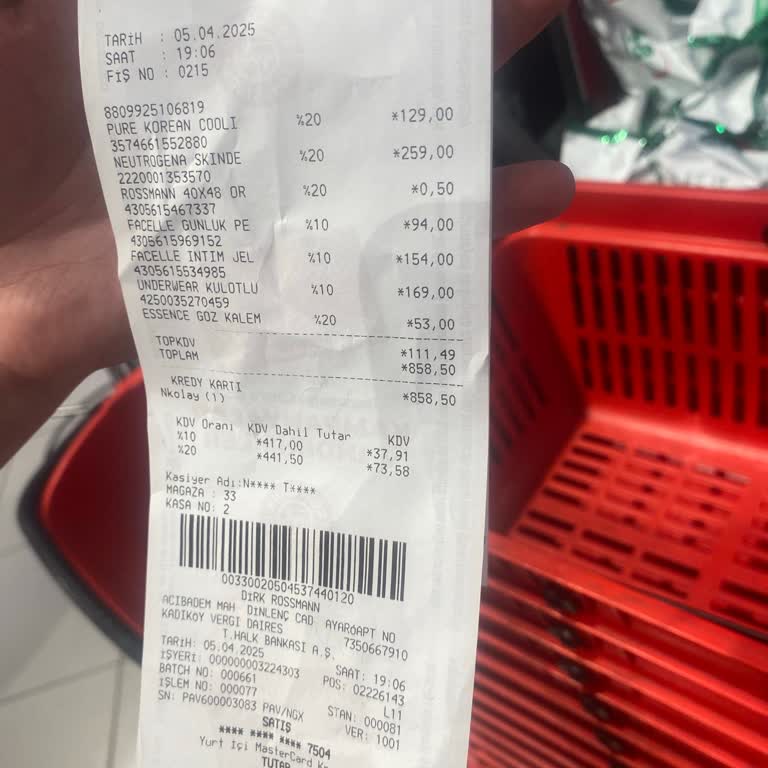 TARİH : 05.04.2025
SAAT : 19:06
FİŞ NO : 0215
8809925106819
PURE KOREAN COOLI %20 *129,00
3574661552880
NEUTROGENA SKINDE %20 *259,00
2220001353570
ROSSMANN 40X48 OR %20 *0,50
4305615467337
FACELLE GUNLUK PE %10 *94,00
4305615969152
FACELLE INTIM JEL %10 *154,00
4305615534985
UNDERWEAR KULOTLU %10 *169,00
4250035270459
ESSENCE GOZ KALEM %20 *53,00
TOPKDV *111,49
TOPLAM *858,50
KREDY KARTI
Nkolay (1) *858,50
KDV Oranı KDV Dahil Tutar KDV
%10 *417,00 *37,91
%20 *441,50 *73,58
Kasiyer Adı:N**** T****
MAGAZA : 33
KASA NO: 2
00330020504537440120
DiRK ROSSMANN
ACIBADEM MAH DiNLENÇ CAD AYARÓAPT NO
KADIKOY VERGI DAIRES 7350667910
T.HALK BANKASI A.Ş.
TARİH: 05.04.2025 SAAT: 19:06
İŞYERİ: 000000003224303 POS: 02226143
BATCH NO: 000661 L11
İŞLEM NO: 000077 STAN: 000081
SN: PAV600003083 PAV/NGX VER: 1001
SATIŞ
**** **** **** 7504
Yurt İçi MasterCard
TUTAR